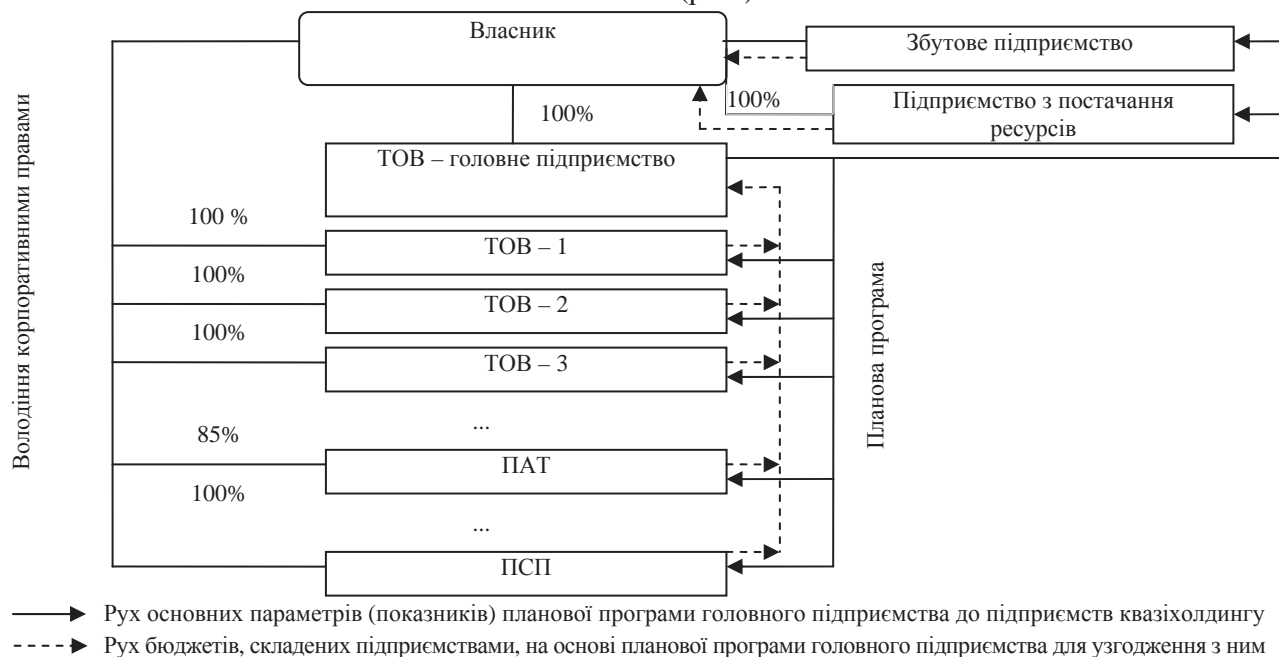 Власник
Збутове підприємство
100%
100%
Підприємство з постачання
ресурсів
ТОВ – головне підприємство
100 %
ТОВ – 1
100%
ТОВ – 2
100%
ТОВ – 3
...
85%
ПАТ
100%
...
ПСП
Володіння корпоративними правами
Планова програма
Рух основних параметрів (показників) планової програми головного підприємства до підприємств квазіхолдингу
Рух бюджетів, складених підприємствами, на основі планової програми головного підприємства для узгодження з ним